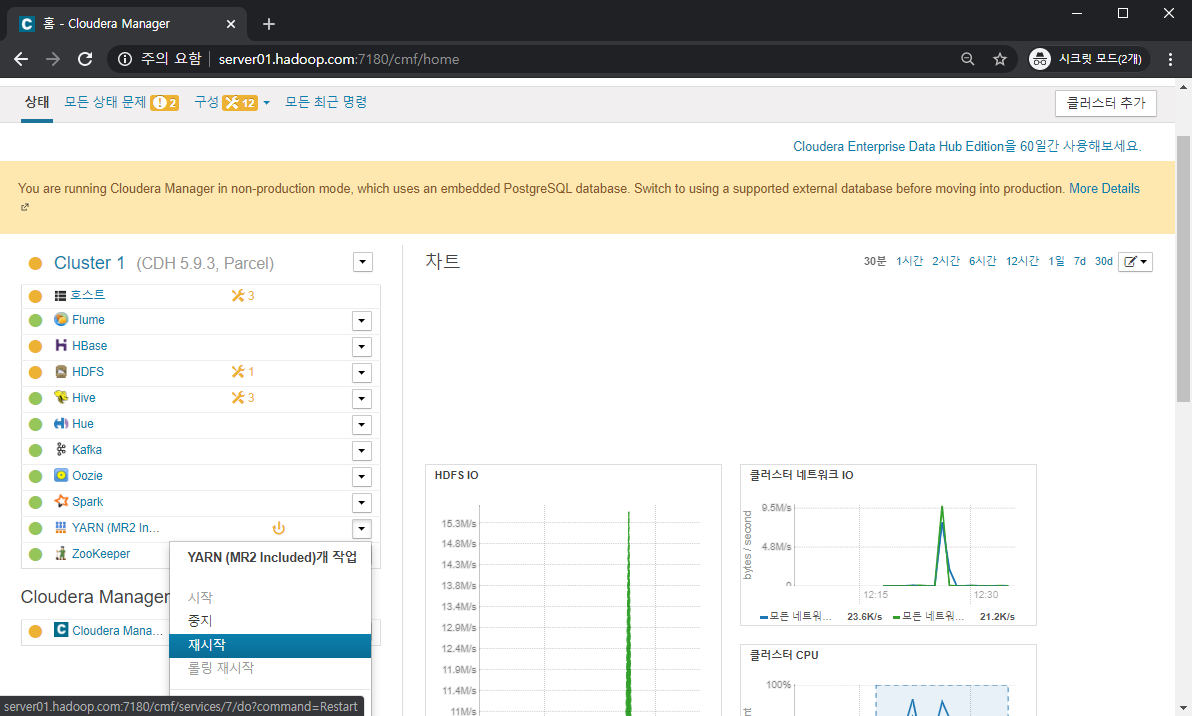 홈 - Cloudera Manager
주의 요함
server01.hadoop.com:7180/cmf/home
시크릿 모드(2개)
상태
모든 상태 문제 2
구성 12
모든 최근 명령
클러스터 추가
Cloudera Enterprise Data Hub Edition을 60일간 사용해보세요.
You are running Cloudera Manager in non-production mode, which uses an embedded PostgreSQL database. Switch to using a supported external database before moving into production. More Details
Cluster 1 (CDH 5.9.3, Parcel)
호스트 3
Flume
HBase
HDFS 1
Hive 3
Hue
Kafka
Oozie
Spark
YARN (MR2 In...
ZooKeeper
YARN (MR2 Included)개 작업
시작
중지
재시작
롤링 재시작
Cloudera Manager
Cloudera Mana...
server01.hadoop.com:7180/cmf/services/7/do?command=Restart
차트
30분 1시간 2시간 6시간 12시간 1일 7d 30d
HDFS IO
15.3M/s
14.8M/s
14.3M/s
13.8M/s
13.4M/s
12.9M/s
12.4M/s
11.9M/s
11.4M/s
11M/s
클러스터 네트워크 IO
bytes / second
9.5M/s
4.8M/s
0
12:15
12:30
모든 네트워... 23.6K/s
모든 네트워... 21.2K/s
클러스터 CPU
100%